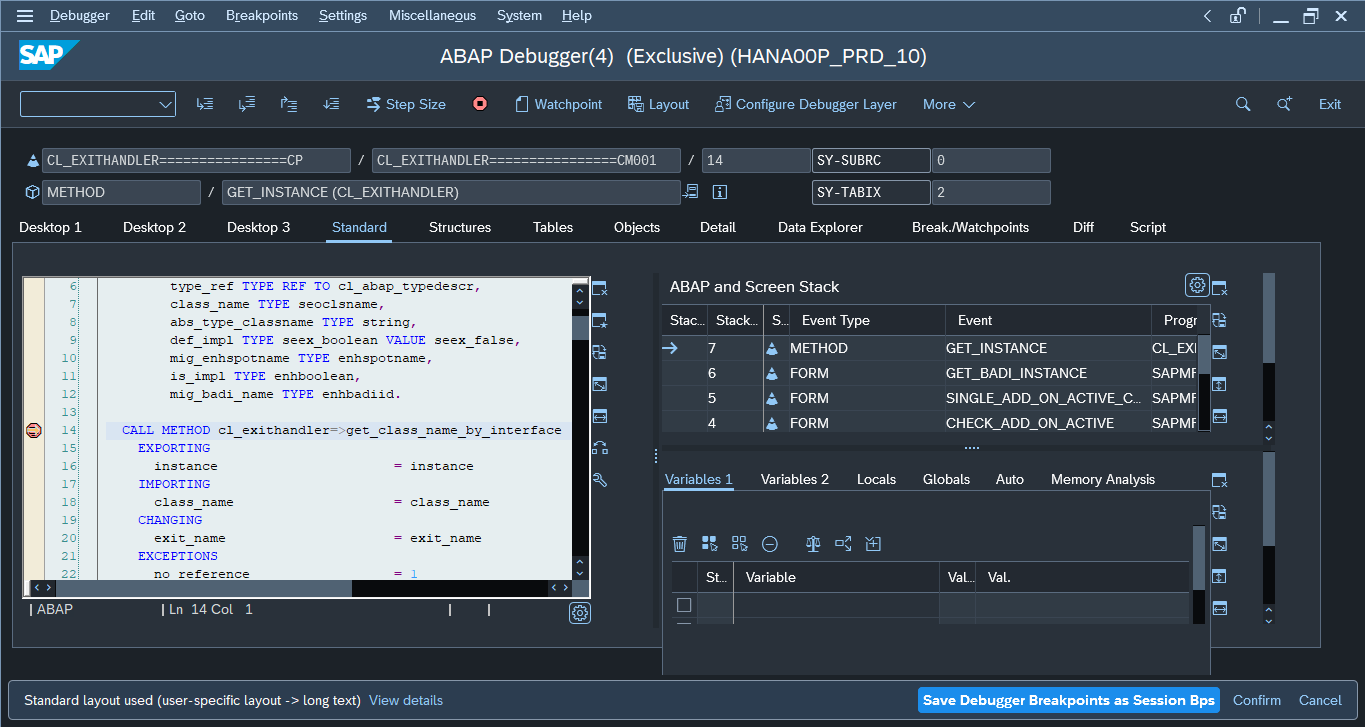 Debugger Edit Goto Breakpoints Settings Miscellaneous System Help
SAP
ABAP Debugger(4) (Exclusive) (HANA00P_PRD_10)
Step Size Watchpoint Layout Configure Debugger Layer More Exit
CL_EXITHANDLER================CP / CL_EXITHANDLER================CM001 / 14 SY-SUBRC 0
METHOD / GET_INSTANCE (CL_EXITHANDLER) SY-TABIX 2
Desktop 1 Desktop 2 Desktop 3 Standard Structures Tables Objects Detail Data Explorer Break./Watchpoints Diff Script
6 type_ref TYPE REF TO cl_abap_typedescr,
7 class_name TYPE seoclsname,
8 abs_type_classname TYPE string,
9 def_impl TYPE seex_boolean VALUE seex_false,
10 mig_enhspotname TYPE enhspotname,
11 is_impl TYPE enhboolean,
12 mig_badi_name TYPE enhbadiid.
13
14 CALL METHOD cl_exithandler=>get_class_name_by_interface
15 EXPORTING
16 instance = instance
17 IMPORTING
18 class_name = class_name
19 CHANGING
20 exit_name = exit_name
21 EXCEPTIONS
22 no_reference = 1
ABAP Ln 14 Col 1
ABAP and Screen Stack
Stac... Stack... S... Event Type Event Progr
7 METHOD GET_INSTANCE CL_EXI
6 FORM GET_BADI_INSTANCE SAPMF
5 FORM SINGLE_ADD_ON_ACTIVE_C... SAPMF
4 FORM CHECK_ADD_ON_ACTIVE SAPMF
Variables 1 Variables 2 Locals Globals Auto Memory Analysis
St... Variable Val... Val.
Standard layout used (user-specific layout -> long text) View details
Save Debugger Breakpoints as Session Bps Confirm Cancel